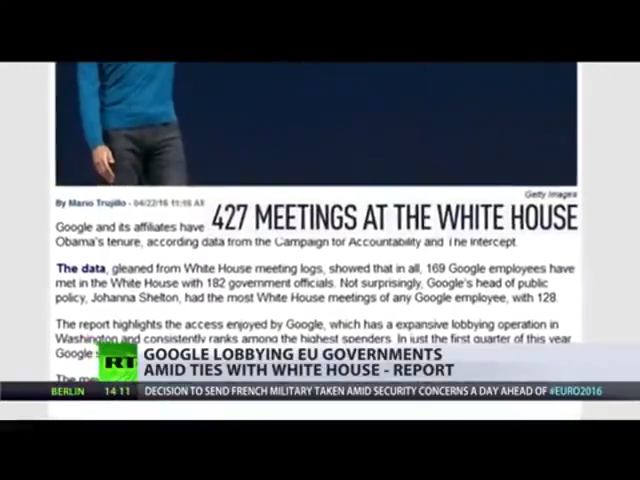 Getty Images
By Mario Trujillo - 04/22/16 11:16 AM
427 MEETINGS AT THE WHITE HOUSE
Google and its affiliates have
Obama's tenure, according data from the Campaign for Accountability and The Intercept.
The data, gleaned from White House meeting logs, showed that in all, 169 Google employees have
met in the White House with 182 government officials. Not surprisingly, Google's head of public
policy, Johanna Shelton, had the most White House meetings of any Google employee, with 128.
The report highlights the access enjoyed by Google, which has a expansive lobbying operation in
Washington and consistently ranks among the highest spenders. In just the first quarter of this year
Google
RT
GOOGLE LOBBYING EU GOVERNMENTS
AMID TIES WITH WHITE HOUSE - REPORT
The
BERLIN 14 11 DECISION TO SEND FRENCH MILITARY TAKEN AMID SECURITY CONCERNS A DAY AHEAD OF #EURO2016